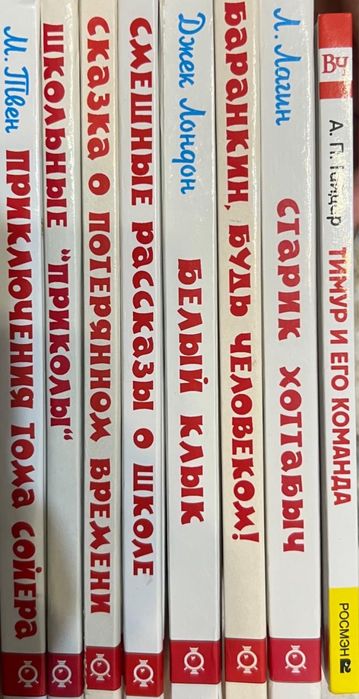 М. Твен ПРИКЛЮЧЕНИЯ ТОМА СОЙЕРА
ШКОЛЬНЫЕ "ПРИКОЛЫ"
СКАЗКА О ПОТЕРЯННОМ ВРЕМЕНИ
СМЕШНЫЕ РАССКАЗЫ О ШКОЛЕ
Джек Лондон БЕЛЫЙ КЛЫК
БАРАНКИН, БУДЬ ЧЕЛОВЕКОМ!
Л. Лагин СТАРИК ХОТТАБЫЧ
ВЧ
А. П. Гайдар ТИМУР И ЕГО КОМАНДА
РОСМЭН